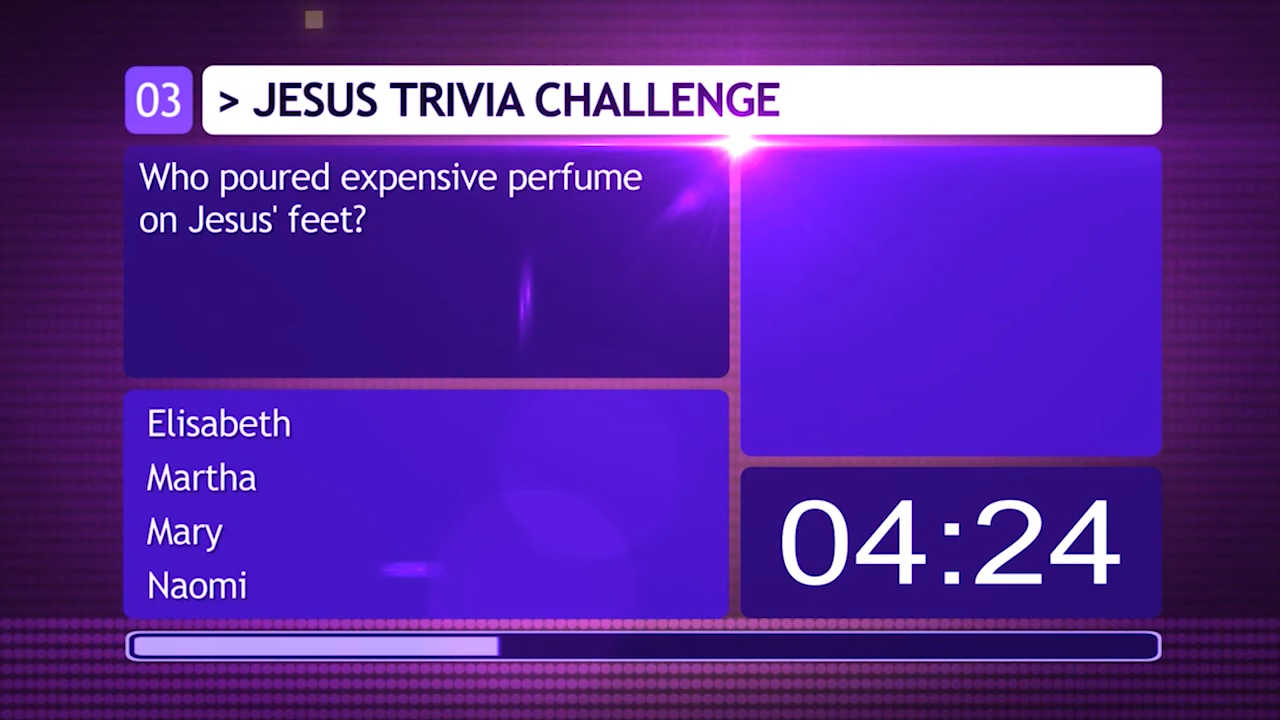 03
> JESUS TRIVIA CHALLENGE
Who poured expensive perfume
on Jesus' feet?
Elisabeth
Martha
Mary
Naomi
04:24